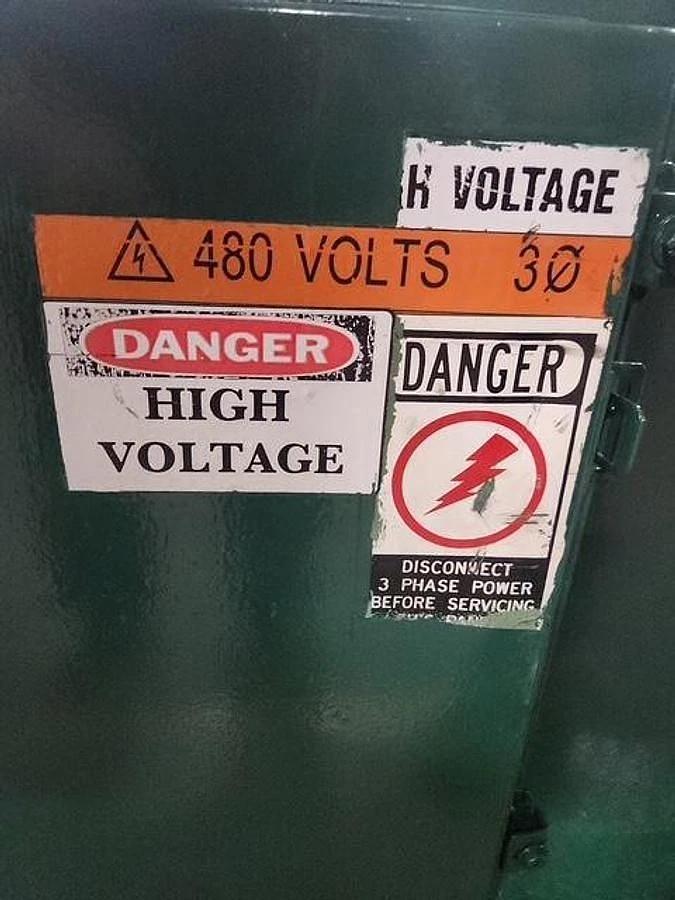 H VOLTAGE
480 VOLTS 3Ø
DANGER
HIGH
VOLTAGE
DANGER
DISCONNECT
3 PHASE POWER
BEFORE SERVICING